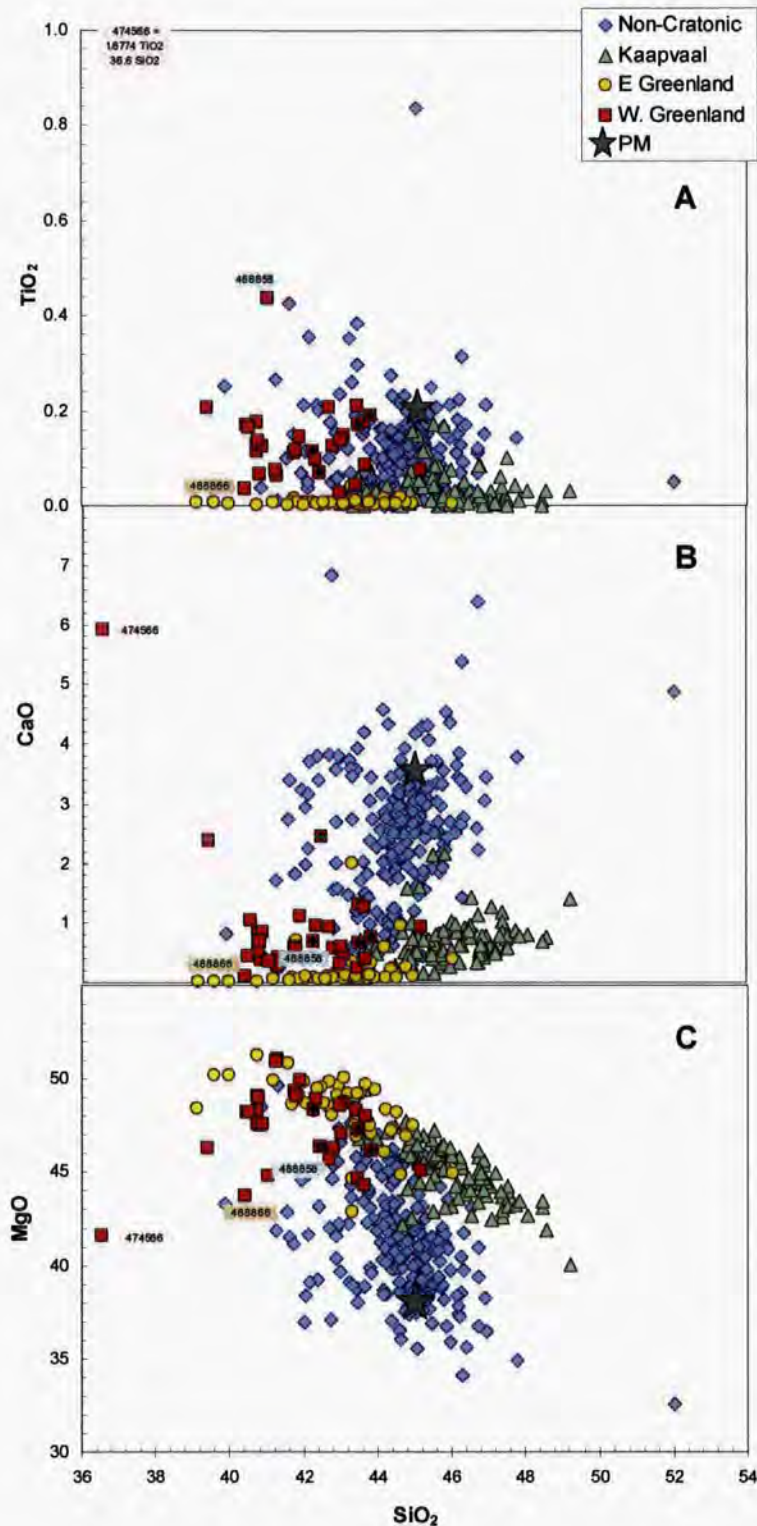 474566 =
1.6774 TiO2
36.6 SiO2
Non-Cratonic
Kaapvaal
E Greenland
W. Greenland
PM
1.0
0.8
0.6
0.4
0.2
0.0
TiO₂
A
488858
488866
7
6
5
4
3
2
1
CaO
B
474566
488866
488858
50
45
40
35
30
MgO
C
488858
488866
474566
36 38 40 42 44 46 48 50 52 54
SiO₂